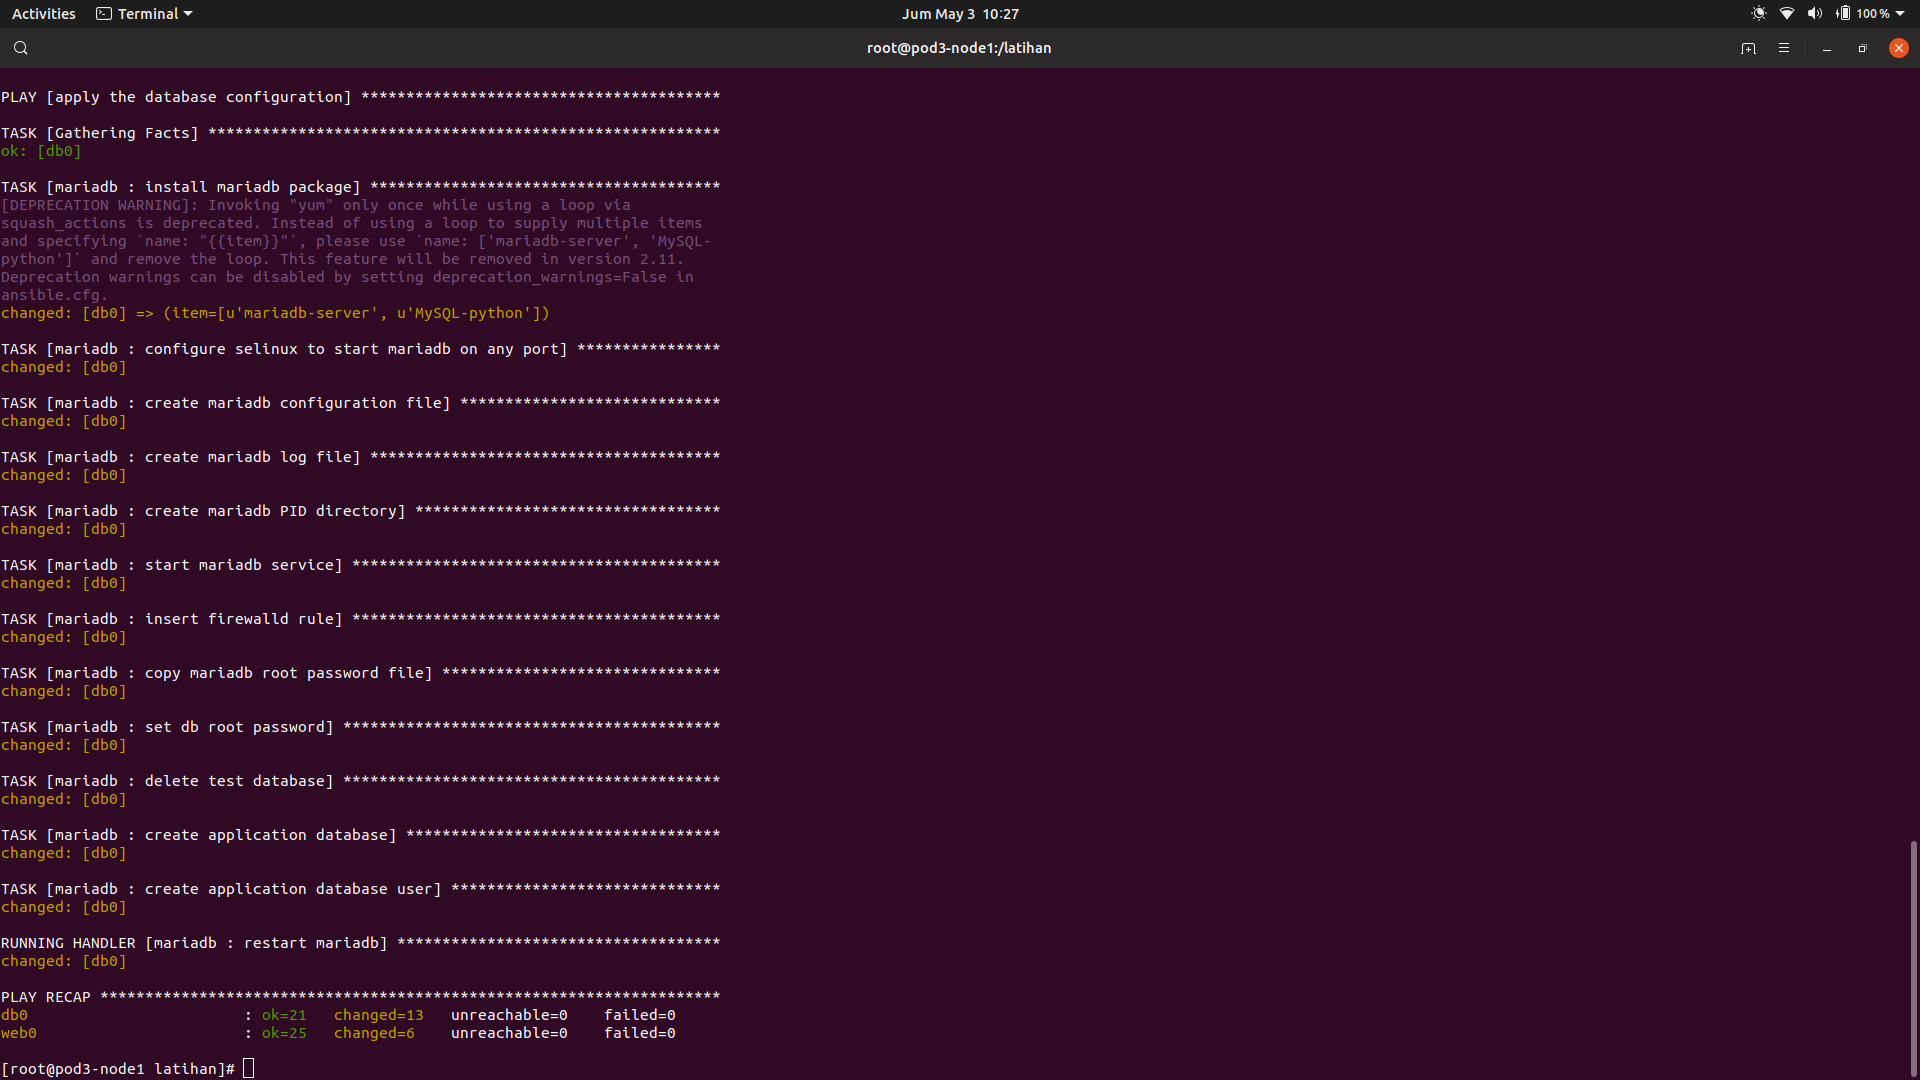 Activities Terminal Jum May 3 10:27 100%
root@pod3-node1:/latihan
PLAY [apply the database configuration] ****************************************
TASK [Gathering Facts] *********************************************************
ok: [db0]
TASK [mariadb : install mariadb package] ***************************************
[DEPRECATION WARNING]: Invoking "yum" only once while using a loop via
squash_actions is deprecated. Instead of using a loop to supply multiple items
and specifying `name: "{{item}}"`, please use `name: ['mariadb-server', 'MySQL-
python']` and remove the loop. This feature will be removed in version 2.11.
Deprecation warnings can be disabled by setting deprecation_warnings=False in
ansible.cfg.
changed: [db0] => (item=[u'mariadb-server', u'MySQL-python'])
TASK [mariadb : configure selinux to start mariadb on any port] ****************
changed: [db0]
TASK [mariadb : create mariadb configuration file] *****************************
changed: [db0]
TASK [mariadb : create mariadb log file] ***************************************
changed: [db0]
TASK [mariadb : create mariadb PID directory] **********************************
changed: [db0]
TASK [mariadb : start mariadb service] *****************************************
changed: [db0]
TASK [mariadb : insert firewalld rule] *****************************************
changed: [db0]
TASK [mariadb : copy mariadb root password file] *******************************
changed: [db0]
TASK [mariadb : set db root password] ******************************************
changed: [db0]
TASK [mariadb : delete test database] ******************************************
changed: [db0]
TASK [mariadb : create application database] ***********************************
changed: [db0]
TASK [mariadb : create application database user] ******************************
changed: [db0]
RUNNING HANDLER [mariadb : restart mariadb] ************************************
changed: [db0]
PLAY RECAP *********************************************************************
db0                        : ok=21   changed=13   unreachable=0    failed=0
web0                       : ok=25   changed=6    unreachable=0    failed=0
[root@pod3-node1 latihan]#